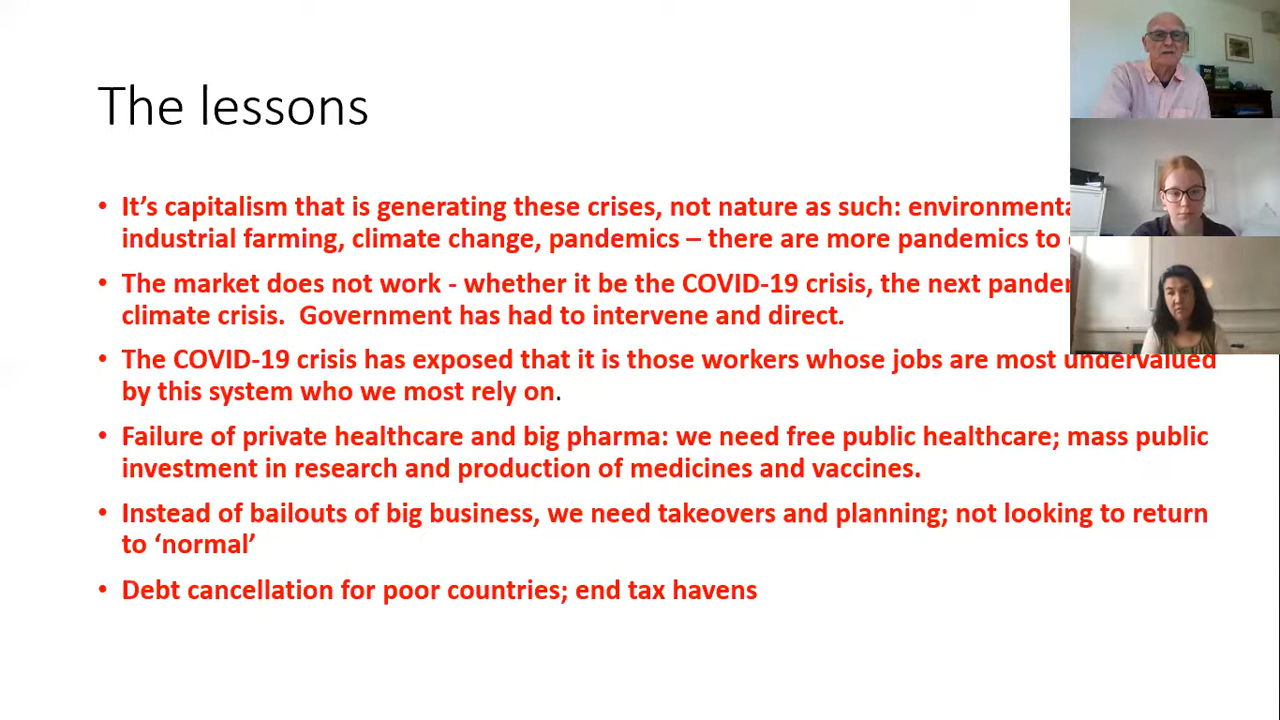 The lessons
• It’s capitalism that is generating these crises, not nature as such:
industrial farming, climate change, pandemics – there are more pandemics to
• The market does not work - whether it be the COVID-19 crisis, the next
climate crisis.  Government has had to intervene and direct.
• The COVID-19 crisis has exposed that it is those workers whose jobs are most undervalued
by this system who we most rely on.
• Failure of private healthcare and big pharma: we need free public healthcare; mass public
investment in research and production of medicines and vaccines.
• Instead of bailouts of big business, we need takeovers and planning; not looking to return
to ‘normal’
• Debt cancellation for poor countries; end tax havens